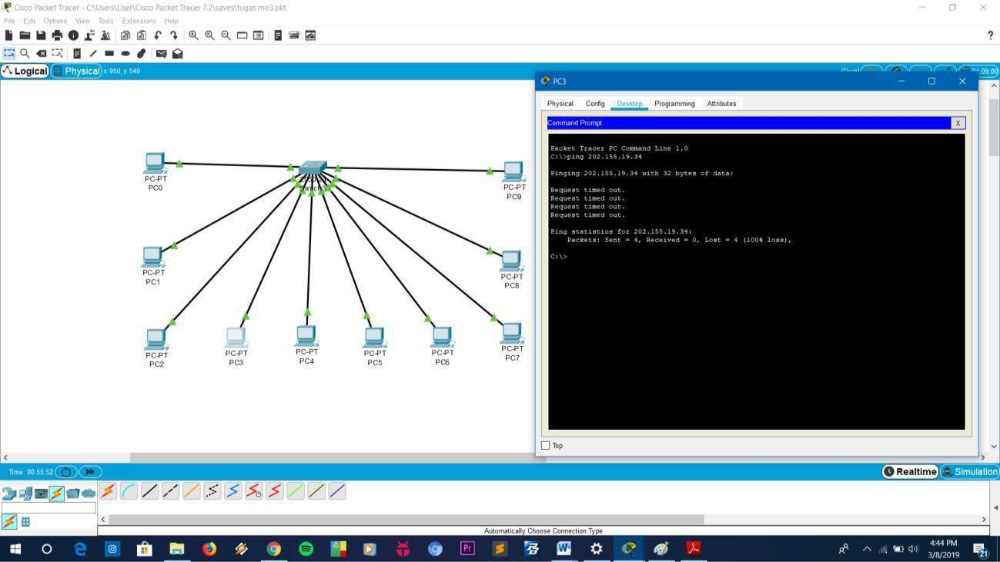 Cisco Packet Tracer - C:\Users\User\Cisco Packet Tracer 7.2\saves\tugas mo3.pkt
File Edit Options View Tools Extensions Help
?
Logical Physical x: 950, y: 540
04:09:00
PC3
Physical Config Desktop Programming Attributes
Command Prompt X
Packet Tracer PC Command Line 1.0
C:\>ping 202.155.19.34
Pinging 202.155.19.34 with 32 bytes of data:
Request timed out.
Request timed out.
Request timed out.
Request timed out.
Ping statistics for 202.155.19.34:
Packets: Sent = 4, Received = 0, Lost = 4 (100% loss),
C:\>
Top
PC-PT
PC0
PC-PT
PC9
PC-PT
PC1
PC-PT
PC8
PC-PT
PC2
PC-PT
PC3
PC-PT
PC4
PC-PT
PC5
PC-PT
PC6
PC-PT
PC7
Time: 00:55:52
Realtime Simulation
Automatically Choose Connection Type
Pr
4:44 PM
3/8/2019
21